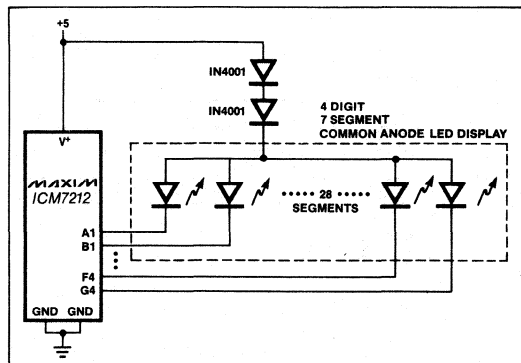 +5
IN4001
IN4001
4 DIGIT
7 SEGMENT
COMMON ANODE LED DISPLAY
V+
MAXIM
ICM7212
28
SEGMENTS
A1
B1
F4
G4
GND GND